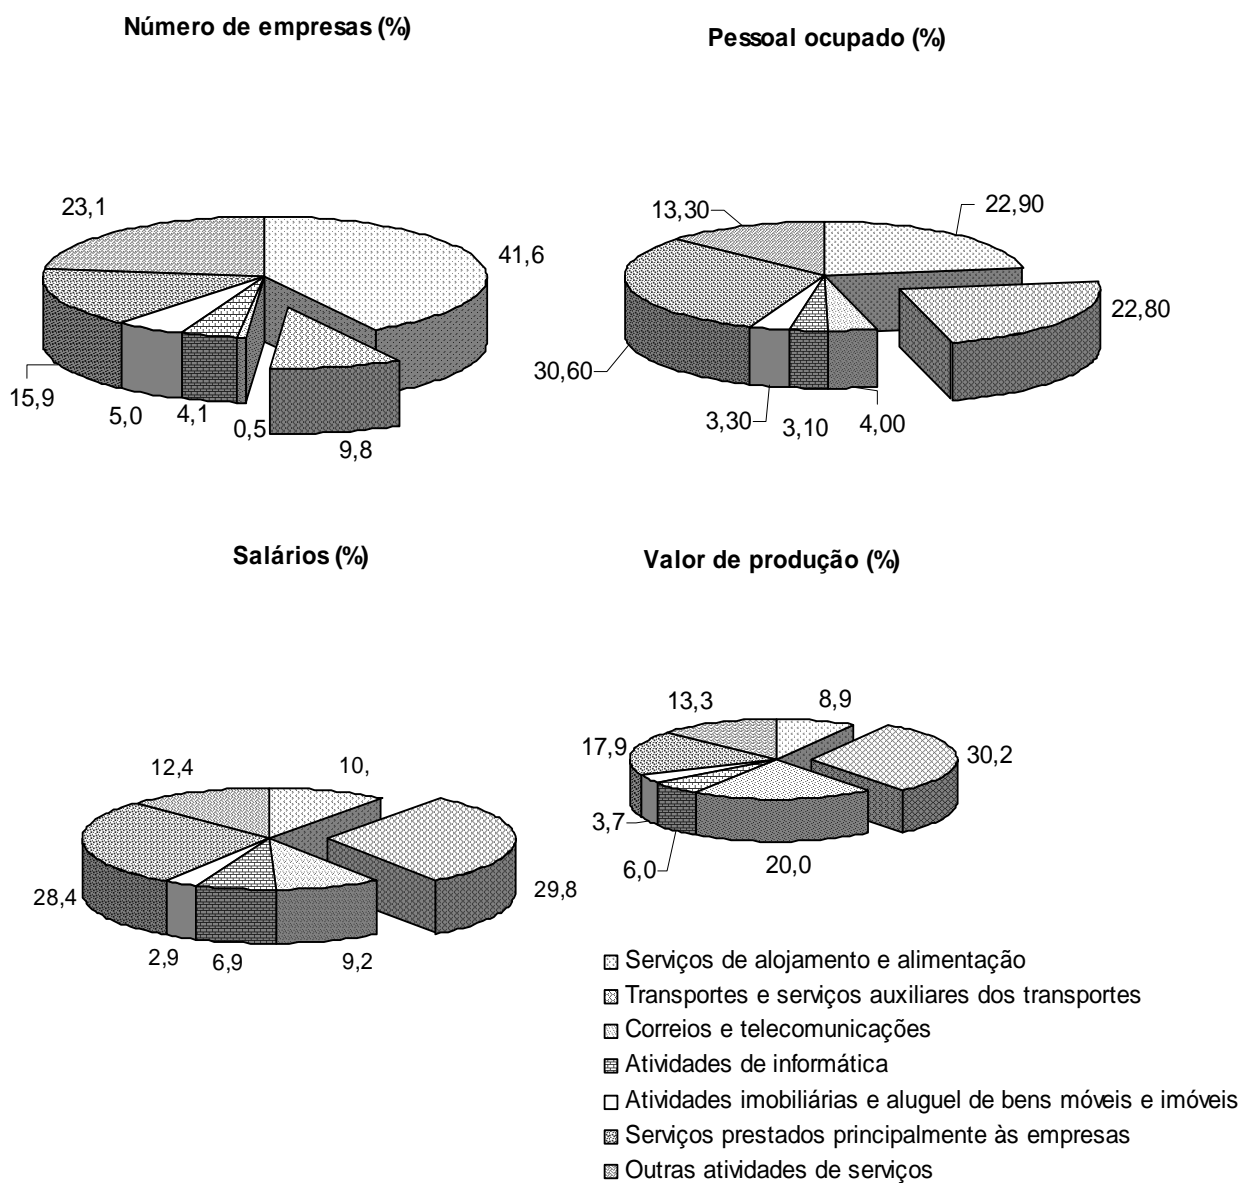 Número de empresas (%)
23,1
41,6
15,9
5,0
4,1
0,5
9,8
Pessoal ocupado (%)
13,30
22,90
22,80
30,60
3,30
3,10
4,00
Salários (%)
12,4
10,
29,8
28,4
2,9
6,9
9,2
Valor de produção (%)
13,3
8,9
17,9
30,2
3,7
6,0
20,0
Serviços de alojamento e alimentação
Transportes e serviços auxiliares dos transportes
Correios e telecomunicações
Atividades de informática
Atividades imobiliárias e aluguel de bens móveis e imóveis
Serviços prestados principalmente às empresas
Outras atividades de serviços